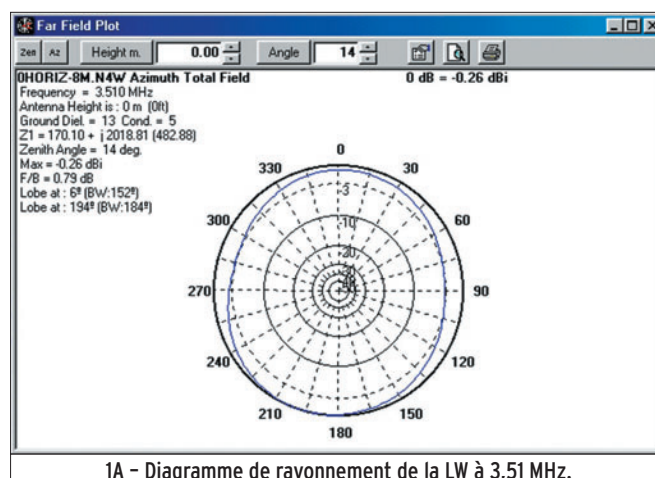 Far Field Plot
Zen Az Height m. 0.00 Angle 14
0HORIZ-8M.N4W Azimuth Total Field 0 dB = -0.26 dBi
Frequency = 3.510 MHz
Antenna Height is : 0 m (0ft)
Ground Diel. = 13 Cond. = 5
Z1 = 170.10 + j 2018.81 (482.88)
Zenith Angle = 14 deg.
Max = -0.26 dBi
F/B = 0.79 dB
Lobe at : 6º (BW:152º)
Lobe at : 194º (BW:184º)
0
330 30
-3
300 60
-10
-20
270 90
240 120
210 150
180
1A – Diagramme de rayonnement de la LW à 3,51 MHz.